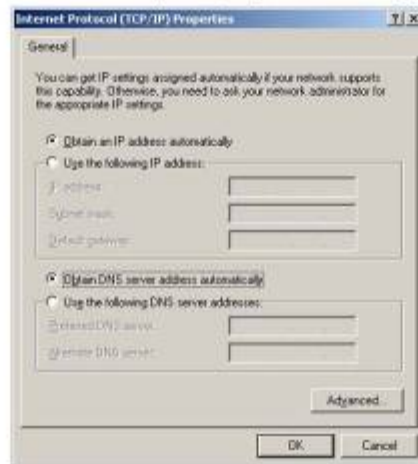 Internet Protocol (TCP/IP) Properties
General
You can get IP settings assigned automatically if your network supports
this capability. Otherwise, you need to ask your network administrator for
the appropriate IP settings.
Obtain an IP address automatically
Use the following IP address:
IP address:
Subnet mask:
Default gateway:
Obtain DNS server address automatically
Use the following DNS server addresses:
Preferred DNS server:
Alternate DNS server:
Advanced...
OK
Cancel